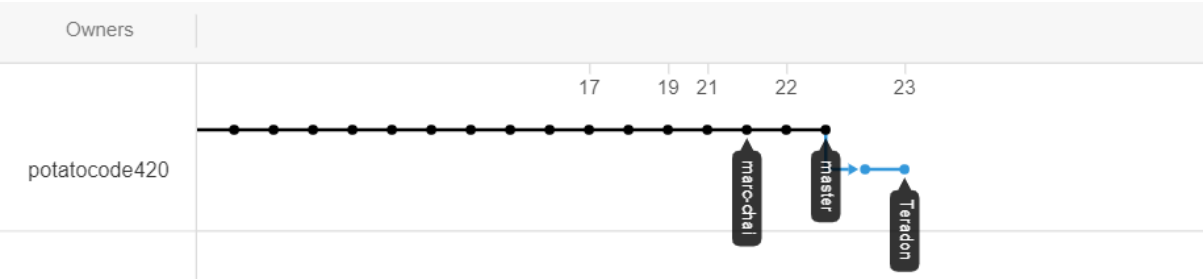 Owners
17 19 21 22 23
potatocode420
marc-chai
master
Teradon